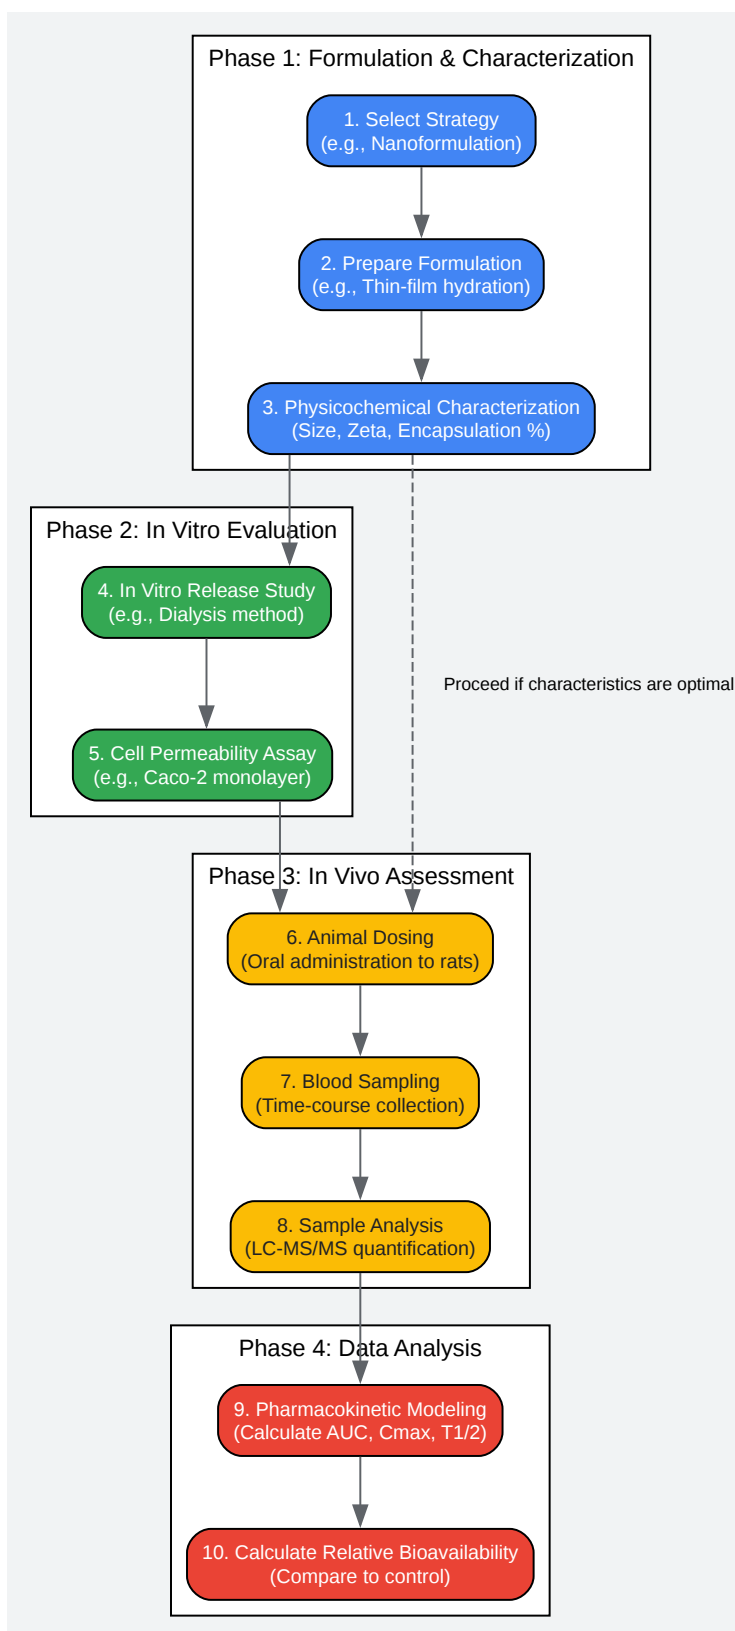 Phase 1: Formulation & Characterization
1. Select Strategy
(e.g., Nanoformulation)
2. Prepare Formulation
(e.g., Thin-film hydration)
3. Physicochemical Characterization
(Size, Zeta, Encapsulation %)
Phase 2: In Vitro Evaluation
4. In Vitro Release Study
(e.g., Dialysis method)
Proceed if characteristics are optimal
5. Cell Permeability Assay
(e.g., Caco-2 monolayer)
Phase 3: In Vivo Assessment
6. Animal Dosing
(Oral administration to rats)
7. Blood Sampling
(Time-course collection)
8. Sample Analysis
(LC-MS/MS quantification)
Phase 4: Data Analysis
9. Pharmacokinetic Modeling
(Calculate AUC, Cmax, T1/2)
10. Calculate Relative Bioavailability
(Compare to control)